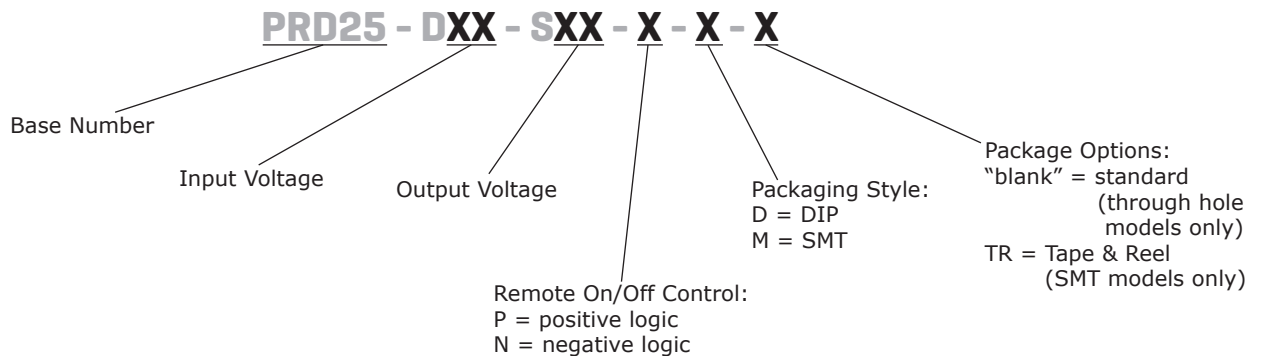 PRD25 - DXX - SXX - X - X - X
Base Number
Input Voltage
Output Voltage
Remote On/Off Control:
P = positive logic
N = negative logic
Packaging Style:
D = DIP
M = SMT
Package Options:
“blank” = standard
(through hole
models only)
TR = Tape & Reel
(SMT models only)